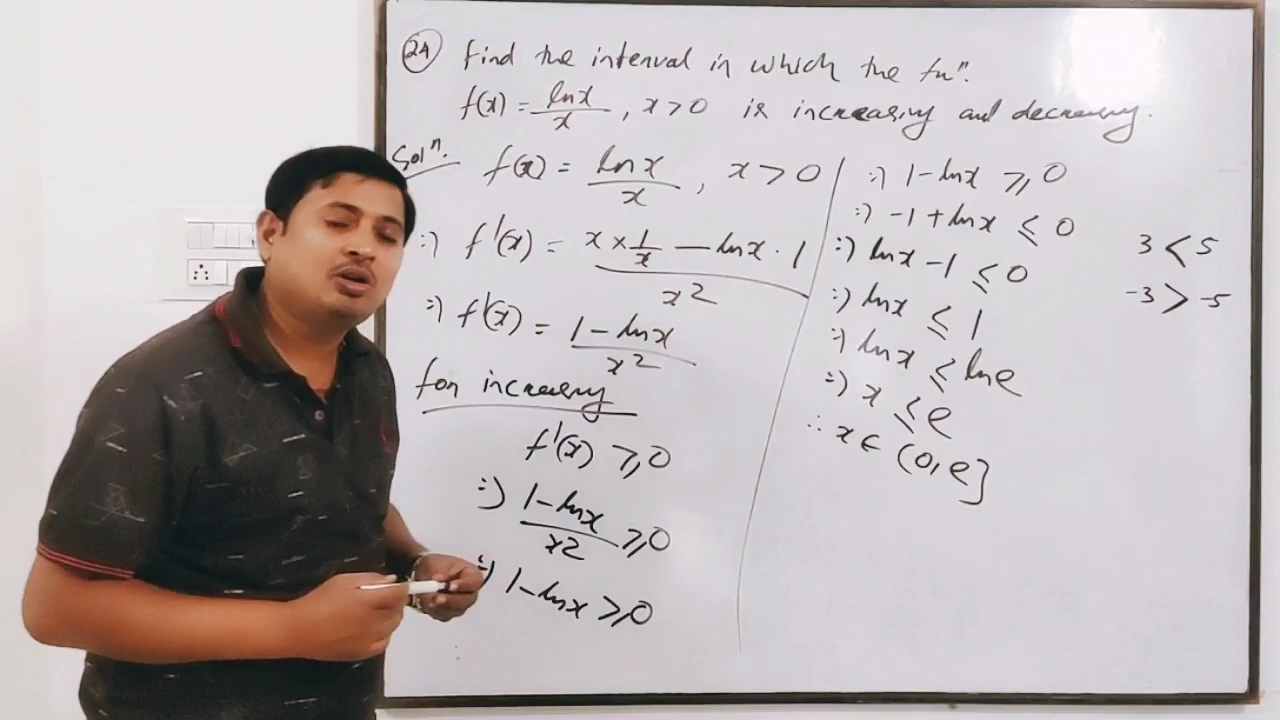 24 Find the interval in which the fnⁿ.
f(x) = lnx/x , x > 0 is increasing and decreasing.
Solⁿ. f(x) = lnx/x , x > 0
:) f'(x) = (x × 1/x — lnx · 1)/x²
:) f'(x) = (1 - lnx)/x²
for increasing
f'(x) ≥ 0
:) (1 - lnx)/x² ≥ 0
:) 1 - lnx ≥ 0
:) 1 - lnx ≥ 0
:) -1 + lnx ≤ 0
:) lnx - 1 ≤ 0
:) lnx ≤ 1
:) lnx ≤ lne
:) x ≤ e
∴ x ∈ (0, e]
3 < 5
-3 > -5